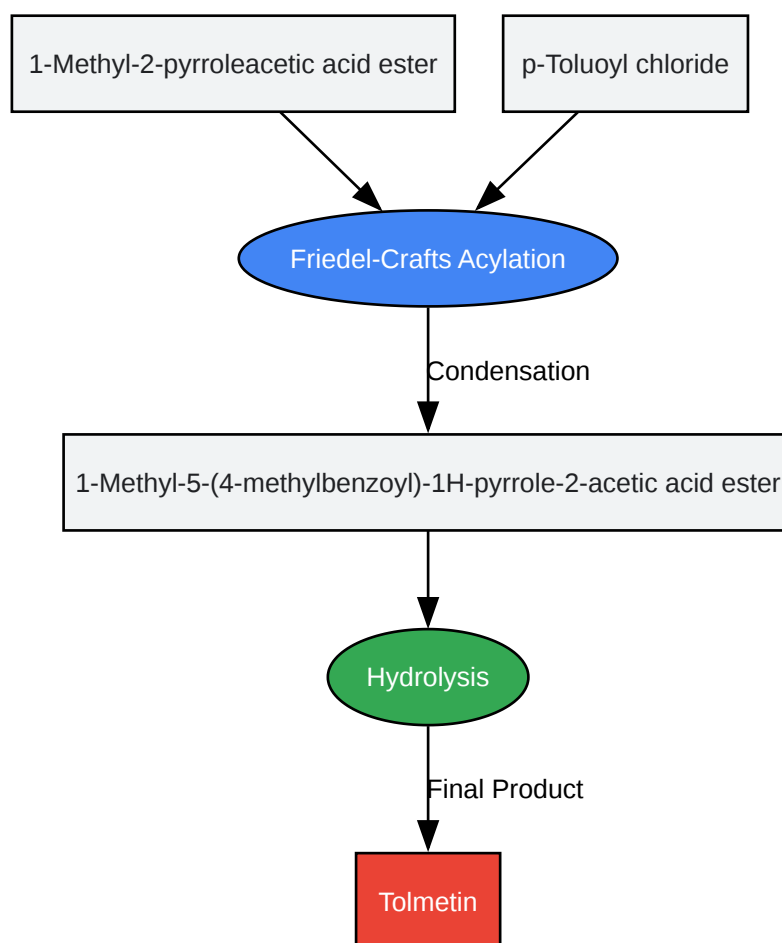 1-Methyl-2-pyrroleacetic acid ester
p-Toluoyl chloride
Friedel-Crafts Acylation
Condensation
1-Methyl-5-(4-methylbenzoyl)-1H-pyrrole-2-acetic acid ester
Hydrolysis
Final Product
Tolmetin